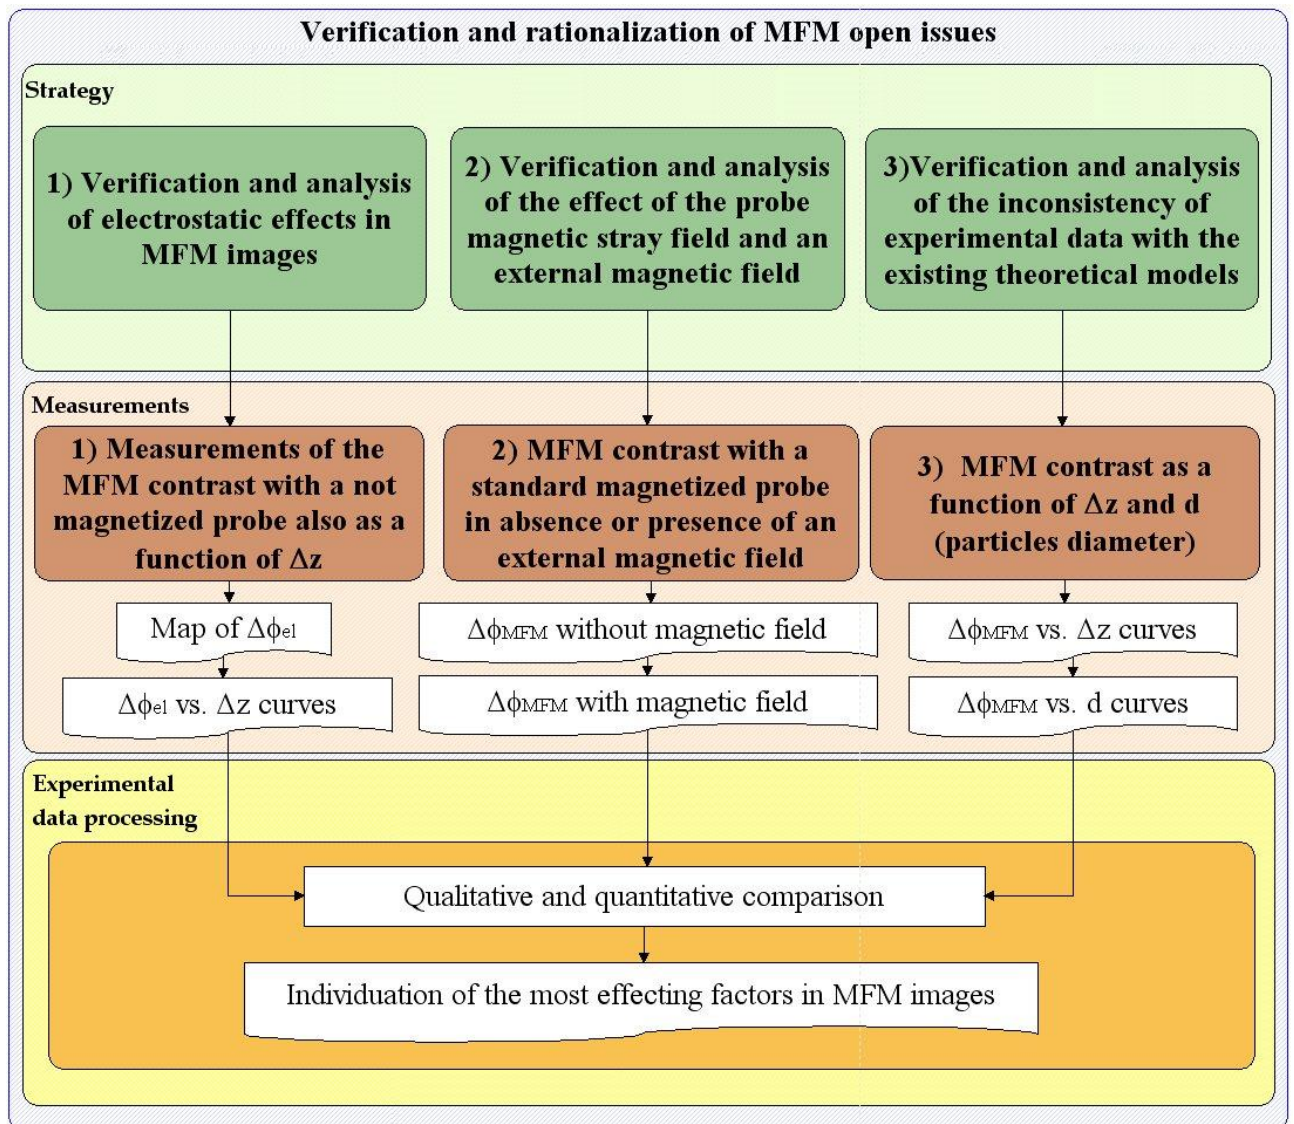 Verification and rationalization of MFM open issues
Strategy
1) Verification and analysis
of electrostatic effects in
MFM images
2) Verification and analysis
of the effect of the probe
magnetic stray field and an
external magnetic field
3)Verification and analysis
of the inconsistency of
experimental data with the
existing theoretical models
Measurements
1) Measurements of the
MFM contrast with a not
magnetized probe also as a
function of Δz
2) MFM contrast with a
standard magnetized probe
in absence or presence of an
external magnetic field
3) MFM contrast as a
function of Δz and d
(particles diameter)
Map of Δϕel
Δϕel vs. Δz curves
ΔϕMFM without magnetic field
ΔϕMFM with magnetic field
ΔϕMFM vs. Δz curves
ΔϕMFM vs. d curves
Experimental
data processing
Qualitative and quantitative comparison
Individuation of the most effecting factors in MFM images